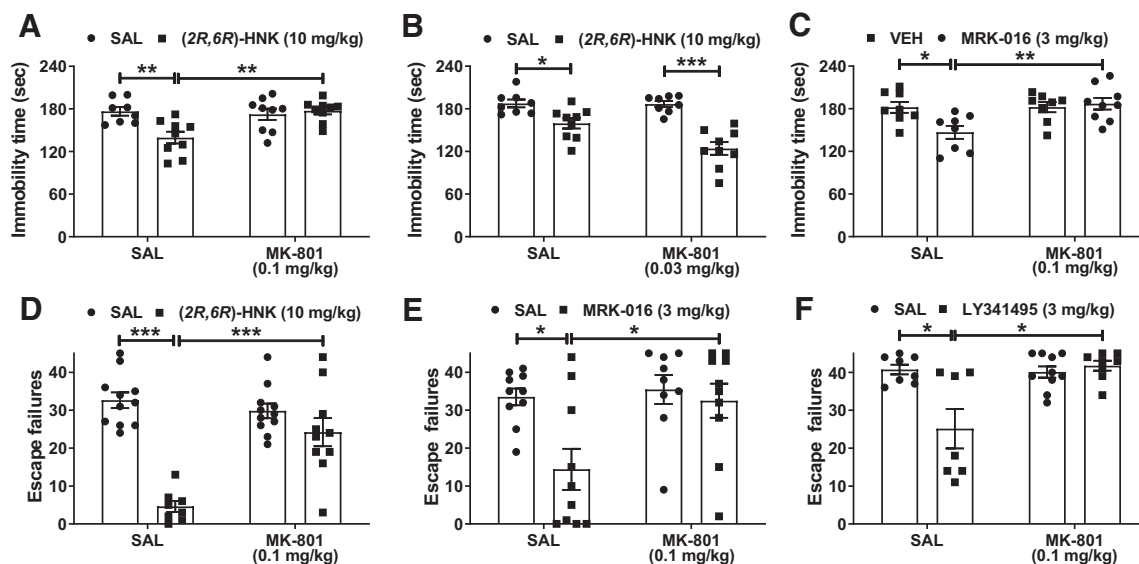 A
● SAL ■ (2R,6R)-HNK (10 mg/kg)
Immobility time (sec)
240
180
120
60
0
**
**
SAL
MK-801
(0.1 mg/kg)
B
● SAL ■ (2R,6R)-HNK (10 mg/kg)
Immobility time (sec)
240
180
120
60
0
*
***
SAL
MK-801
(0.03 mg/kg)
C
■ VEH ● MRK-016 (3 mg/kg)
Immobility time (sec)
240
180
120
60
0
*
**
SAL
MK-801
(0.1 mg/kg)
D
● SAL ■ (2R,6R)-HNK (10 mg/kg)
Escape failures
40
30
20
10
0
***
***
SAL
MK-801
(0.1 mg/kg)
E
● SAL ■ MRK-016 (3 mg/kg)
Escape failures
40
30
20
10
0
*
*
SAL
MK-801
(0.1 mg/kg)
F
● SAL ■ LY341495 (3 mg/kg)
Escape failures
40
30
20
10
0
*
*
SAL
MK-801
(0.1 mg/kg)